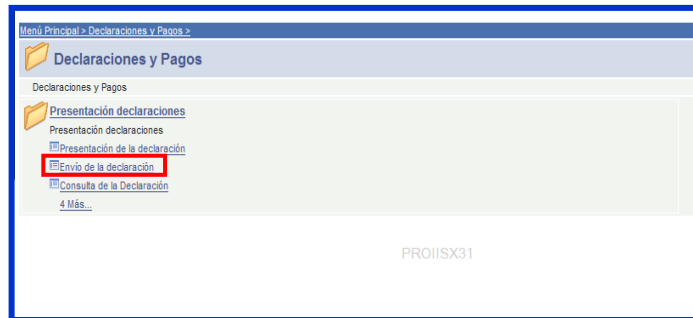 Menú Principal > Declaraciones y Pagos >
Declaraciones y Pagos
Declaraciones y Pagos
Presentación declaraciones
Presentación declaraciones
Presentación de la declaración
Envío de la declaración
Consulta de la Declaración
4 Más...
PROIISX31